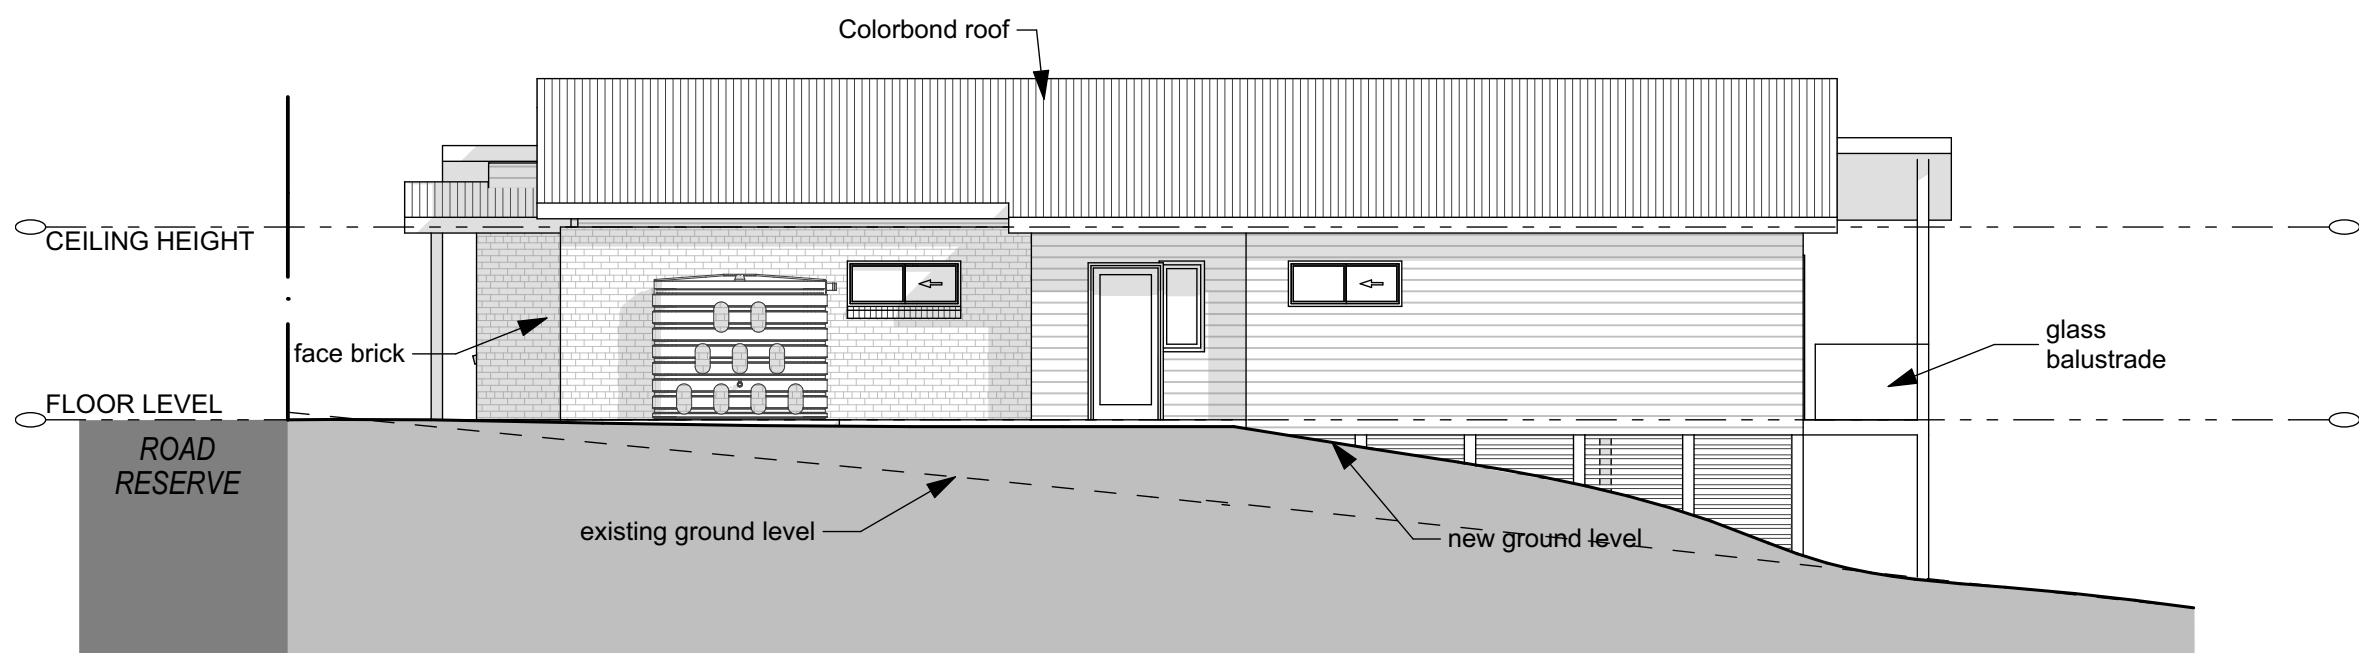 Colorbond roof
CEILING HEIGHT
face brick
glass
balustrade
FLOOR LEVEL
ROAD
RESERVE
existing ground level
new ground level